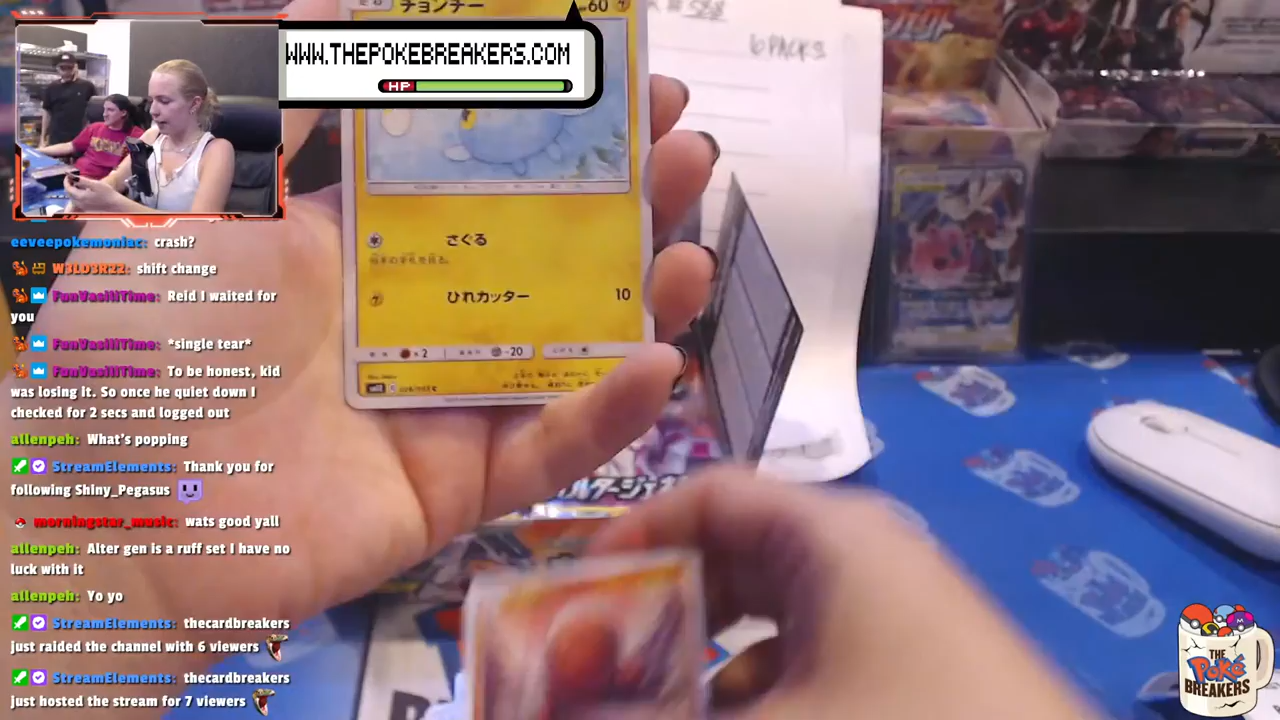 チョンチー
60
WWW.THEPOKEBREAKERS.COM
HP
6 PACKS
さぐる
ひれカッター 10
×2
-20
eeveepokemoniac: crash?
W3LD3R22: shift change
FunVasiliTime: Reid I waited for
you
FunVasiliTime: *single tear*
FunVasiliTime: To be honest, kid
was losing it. So once he quiet down I
checked for 2 secs and logged out
allenpeh: What's popping
StreamElements: Thank you for
following Shiny_Pegasus
morningstar_music: wats good yall
allenpeh: Alter gen is a ruff set I have no
luck with it
allenpeh: Yo yo
StreamElements: thecardbreakers
just raided the channel with 6 viewers
StreamElements: thecardbreakers
just hosted the stream for 7 viewers
THE
Poké
BREAKERS